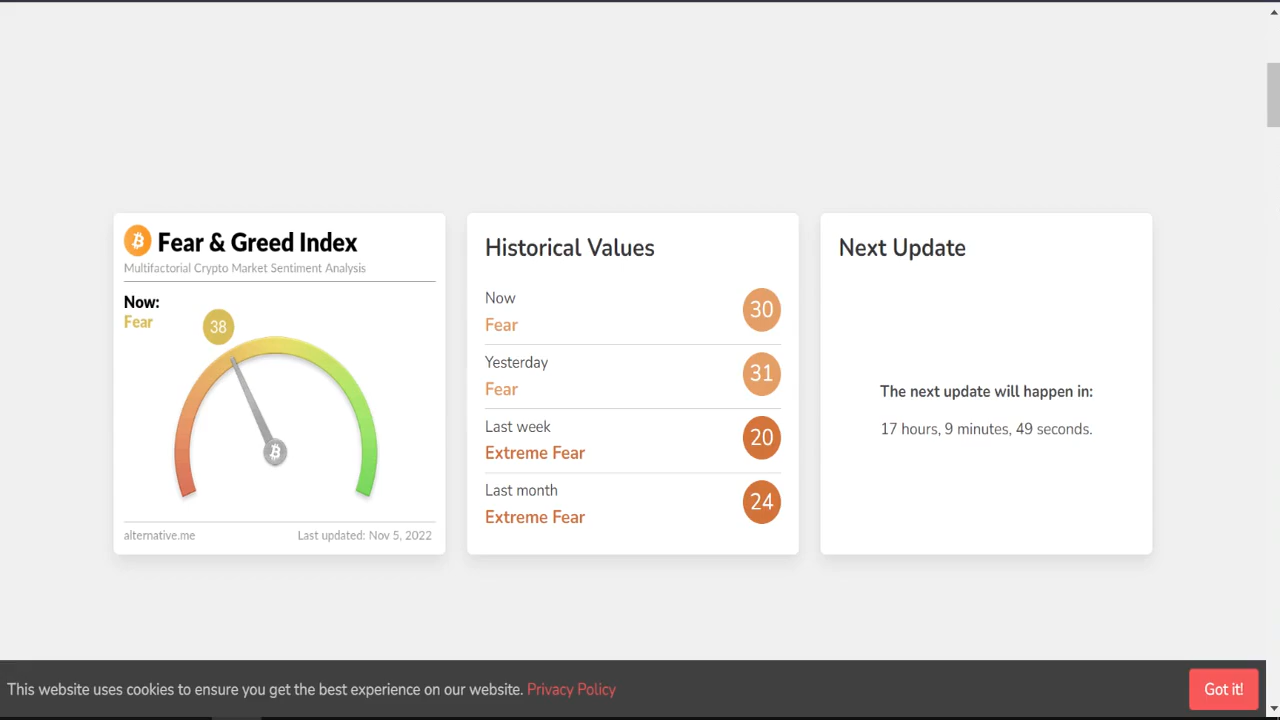 Fear & Greed Index
Multifactorial Crypto Market Sentiment Analysis
Now:
Fear
38
alternative.me
Last updated: Nov 5, 2022
Historical Values
Now
Fear
30
Yesterday
Fear
31
Last week
Extreme Fear
20
Last month
Extreme Fear
24
Next Update
The next update will happen in:
17 hours, 9 minutes, 49 seconds.
This website uses cookies to ensure you get the best experience on our website. Privacy Policy
Got it!